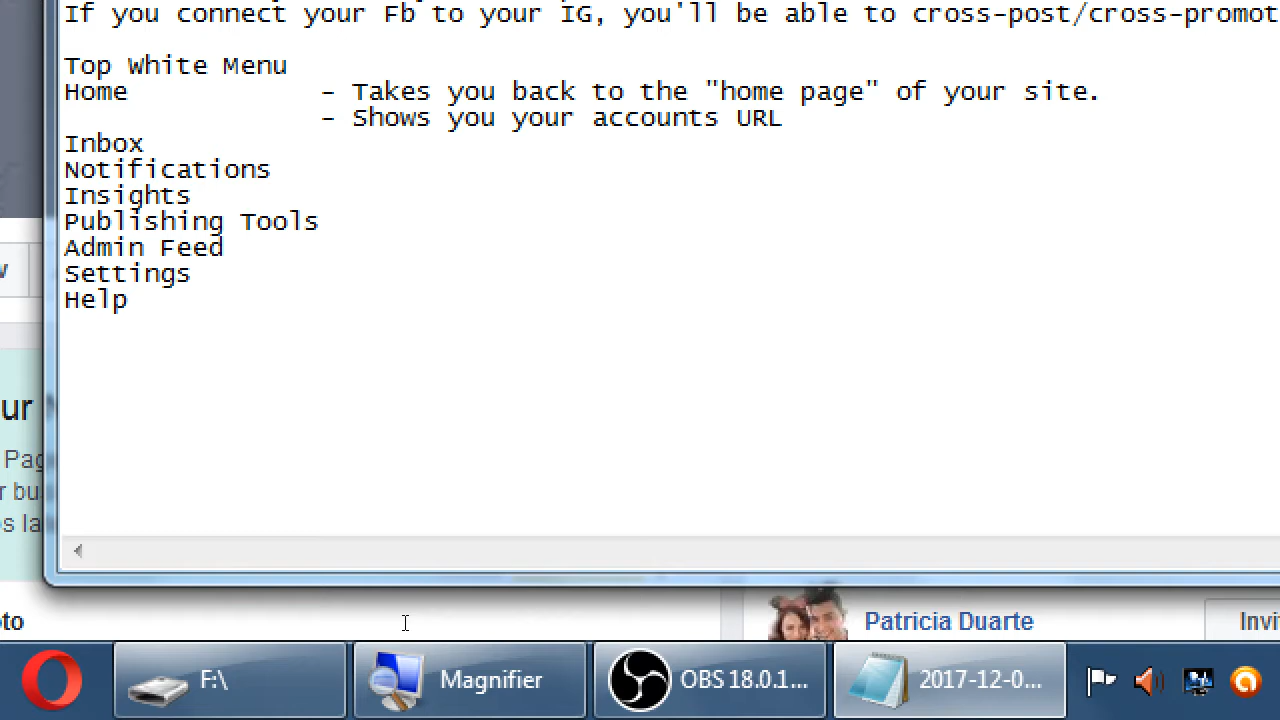 If you connect your Fb to your IG, you'll be able to cross-post/cross-promot
Top White Menu
Home - Takes you back to the "home page" of your site.
- Shows you your accounts URL
Inbox
Notifications
Insights
Publishing Tools
Admin Feed
Settings
Help
ur
Pag
r bu
s la
to
Patricia Duarte
Invi
F:\
Magnifier
OBS 18.0.1...
2017-12-0...